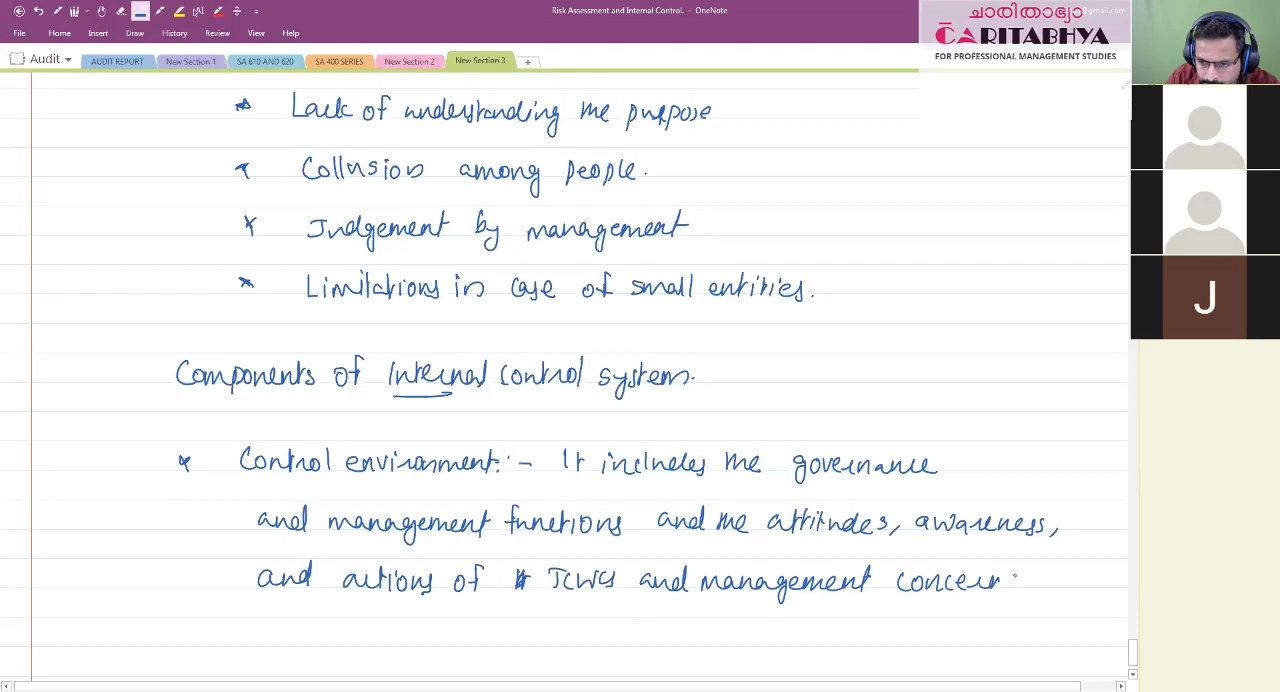 Risk Assessment and Internal Control. - OneNote
@gmail.com
ചാരിതാഭ്യാ
CARITABHYA
FOR PROFESSIONAL MANAGEMENT STUDIES
File Home Insert Draw History Review View Help
Audit AUDIT REPORT New Section 1 SA 610 AND 620 SA 400 SERIES New Section 2 New Section 3 +
* Lack of understanding the purpose
* Collusion among people.
* Judgement by management
* Limitations in case of small entities.
Components of Internal control system.
* Control environment: - It includes the governance
and management functions and the attitudes, awareness,
and actions of TCWG and management concern
J